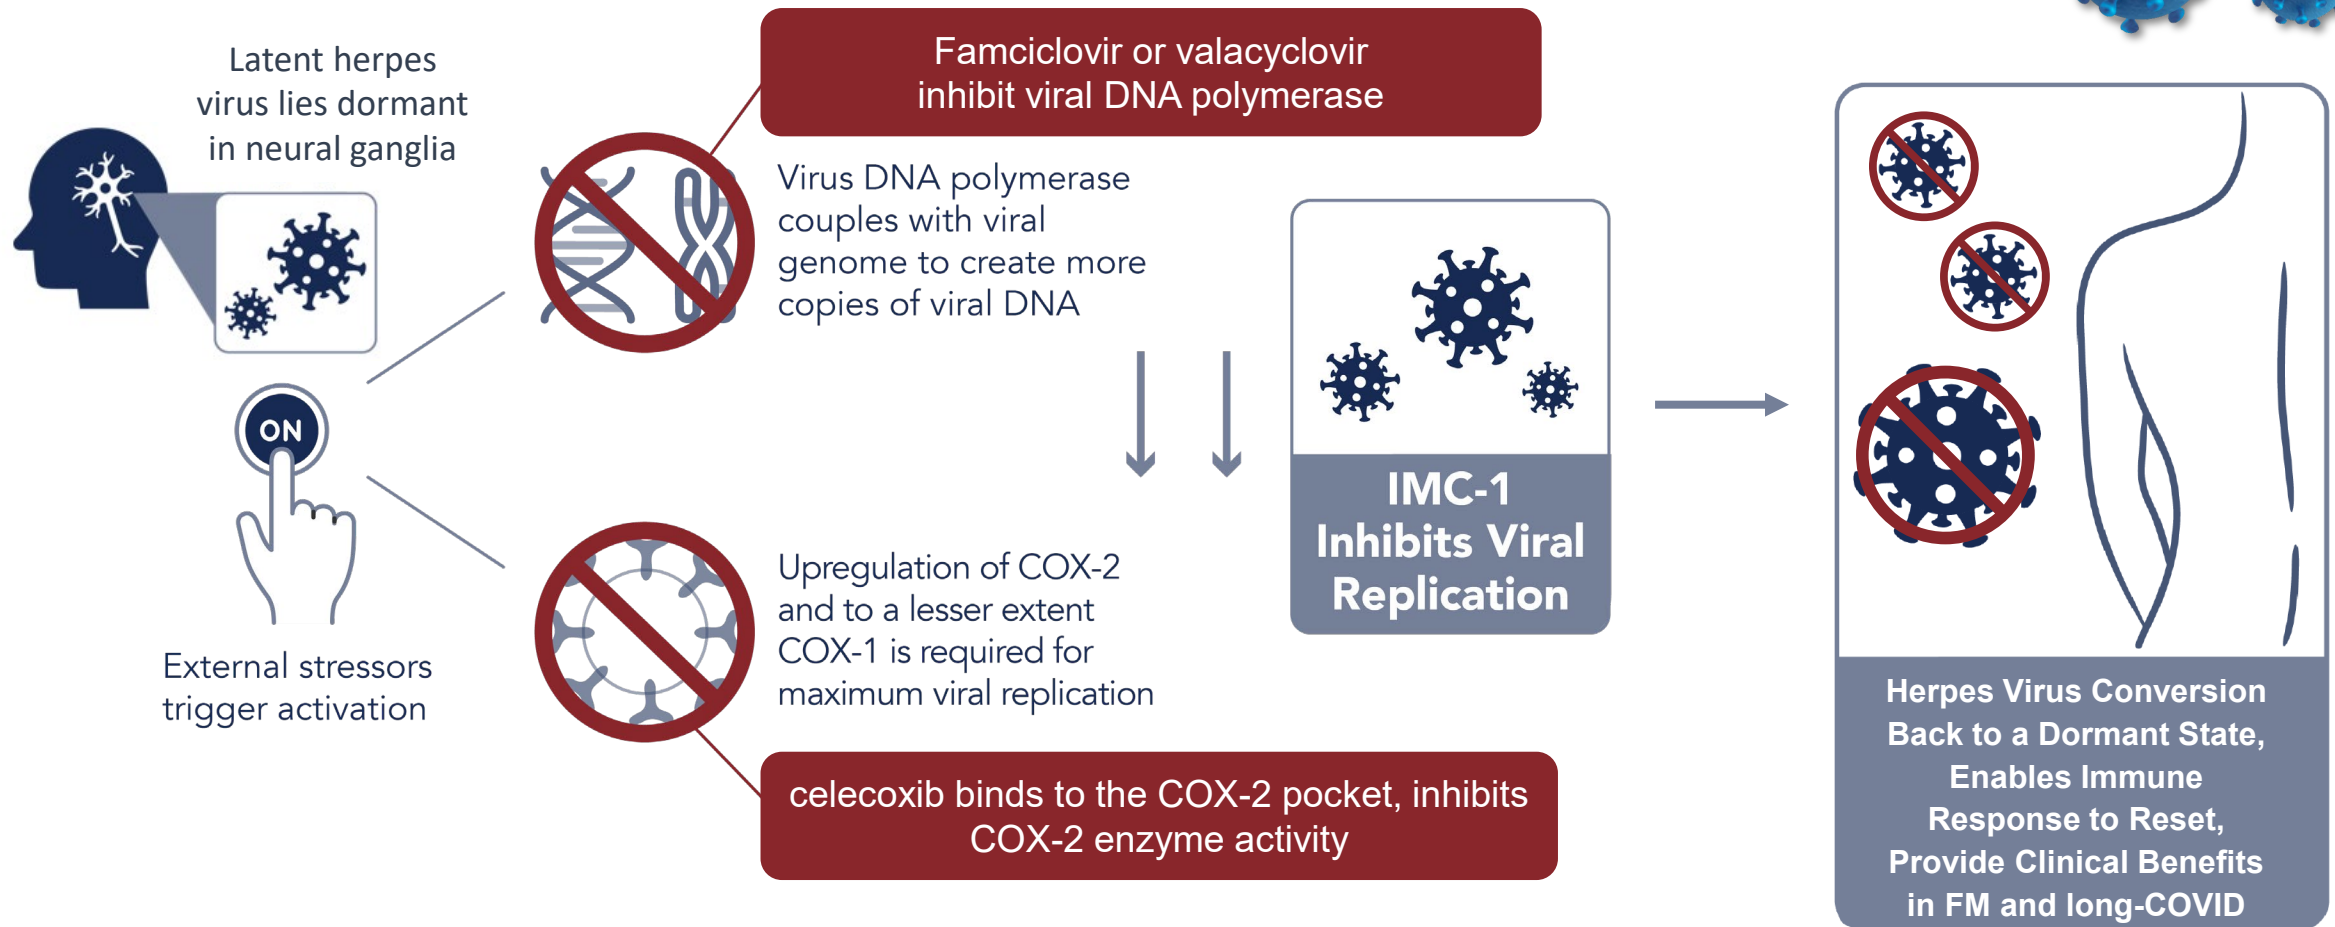 Latent herpes
virus lies dormant
in neural ganglia
ON
External stressors
trigger activation
Famciclovir or valacyclovir
inhibit viral DNA polymerase
Virus DNA polymerase
couples with viral
genome to create more
copies of viral DNA
Upregulation of COX-2
and to a lesser extent
COX-1 is required for
maximum viral replication
celecoxib binds to the COX-2 pocket, inhibits
COX-2 enzyme activity
IMC-1
Inhibits Viral
Replication
Herpes Virus Conversion
Back to a Dormant State,
Enables Immune
Response to Reset,
Provide Clinical Benefits
in FM and long-COVID